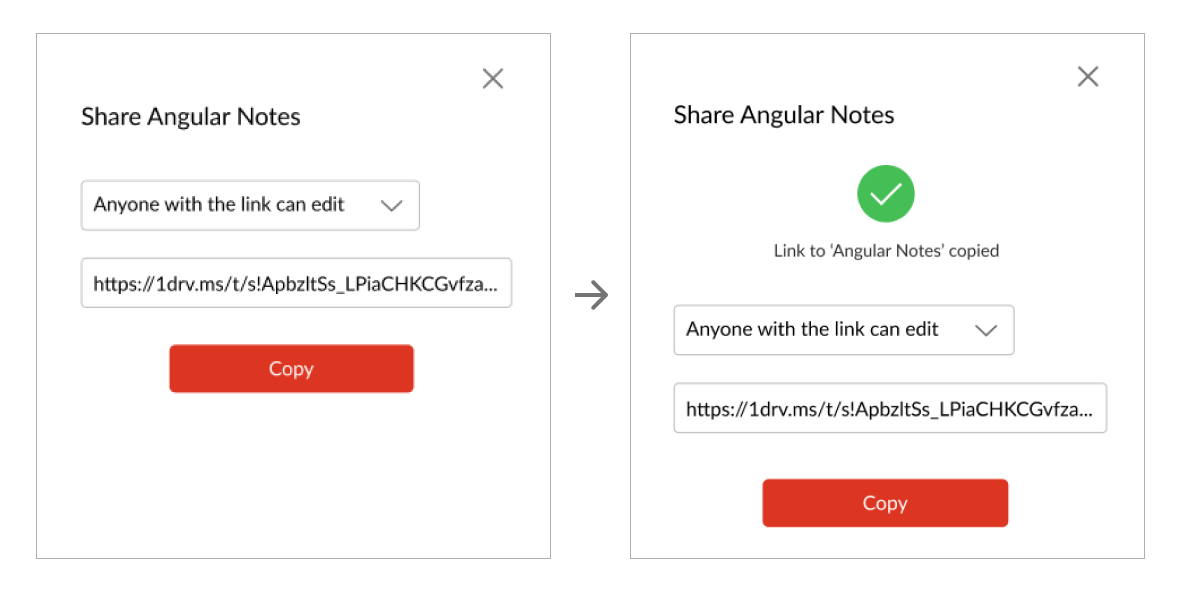 Share Angular Notes
Anyone with the link can edit
https://1drv.ms/t/s!ApbzltSs_LPiaCHKCGvfza...
Copy
Share Angular Notes
Link to ‘Angular Notes’ copied
Anyone with the link can edit
https://1drv.ms/t/s!ApbzltSs_LPiaCHKCGvfza...
Copy